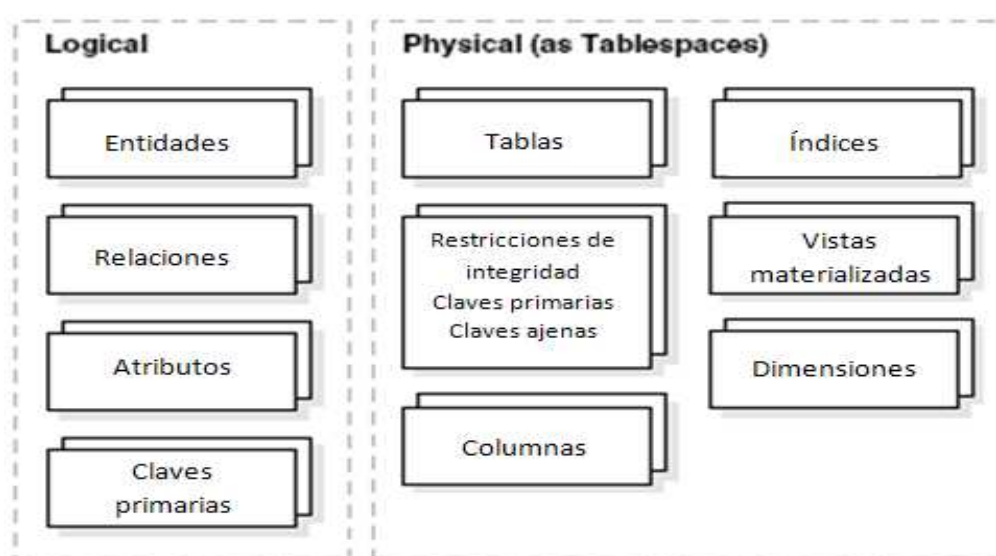 Logical
Entidades
Relaciones
Atributos
Claves
primarias
Physical (as Tablespaces)
Tablas
Restricciones de
integridad
Claves primarias
Claves ajenas
Columnas
Índices
Vistas
materializadas
Dimensiones